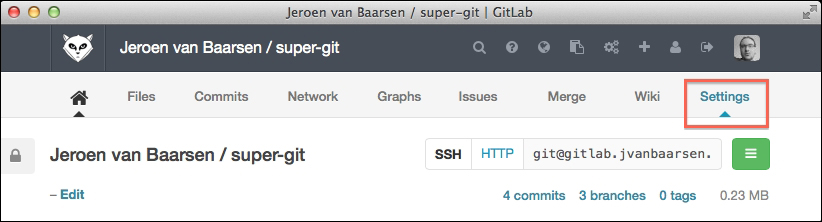 Jeroen van Baarsen / super-git | GitLab
Jeroen van Baarsen / super-git
Files Commits Network Graphs Issues Merge Wiki Settings
Jeroen van Baarsen / super-git SSH HTTP git@gitlab.jvanbaarsen.
– Edit 4 commits 3 branches 0 tags 0.23 MB